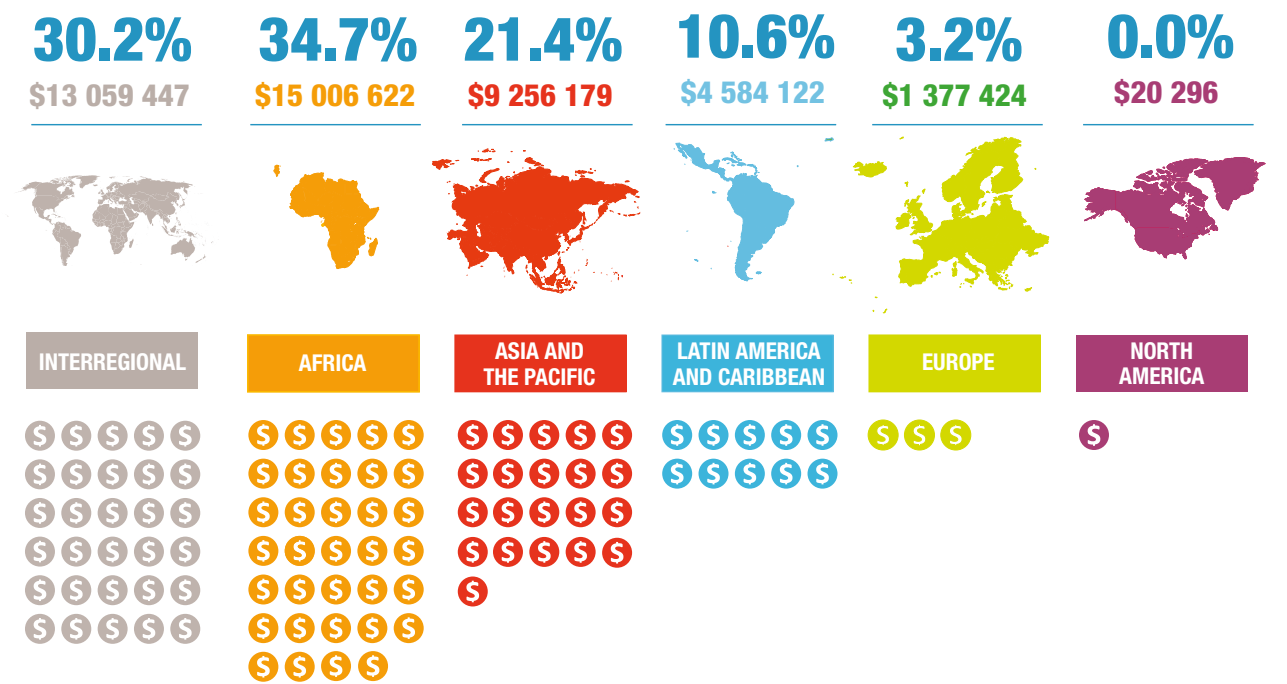 30.2%
$13 059 447
INTERREGIONAL
34.7%
$15 006 622
AFRICA
21.4%
$9 256 179
ASIA AND
THE PACIFIC
10.6%
$4 584 122
LATIN AMERICA
AND CARIBBEAN
3.2%
$1 377 424
EUROPE
0.0%
$20 296
NORTH
AMERICA
$ $ $ $ $
$ $ $ $ $
$ $ $ $ $
$ $ $ $ $
$ $ $ $ $
$ $ $ $ $
$ $ $ $ $
$ $ $ $ $
$ $ $ $ $
$ $ $ $ $
$ $ $ $ $
$ $ $ $ $
$ $ $ $
$ $ $ $ $
$ $ $ $ $
$ $ $ $ $
$ $ $ $ $
$
$ $ $ $ $
$ $ $ $ $
$ $ $
$